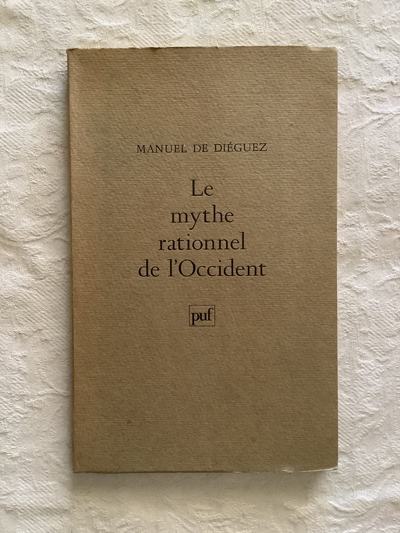 MANUEL DE DIÉGUEZ
Le
mythe
rationnel
de l'Occident
puf